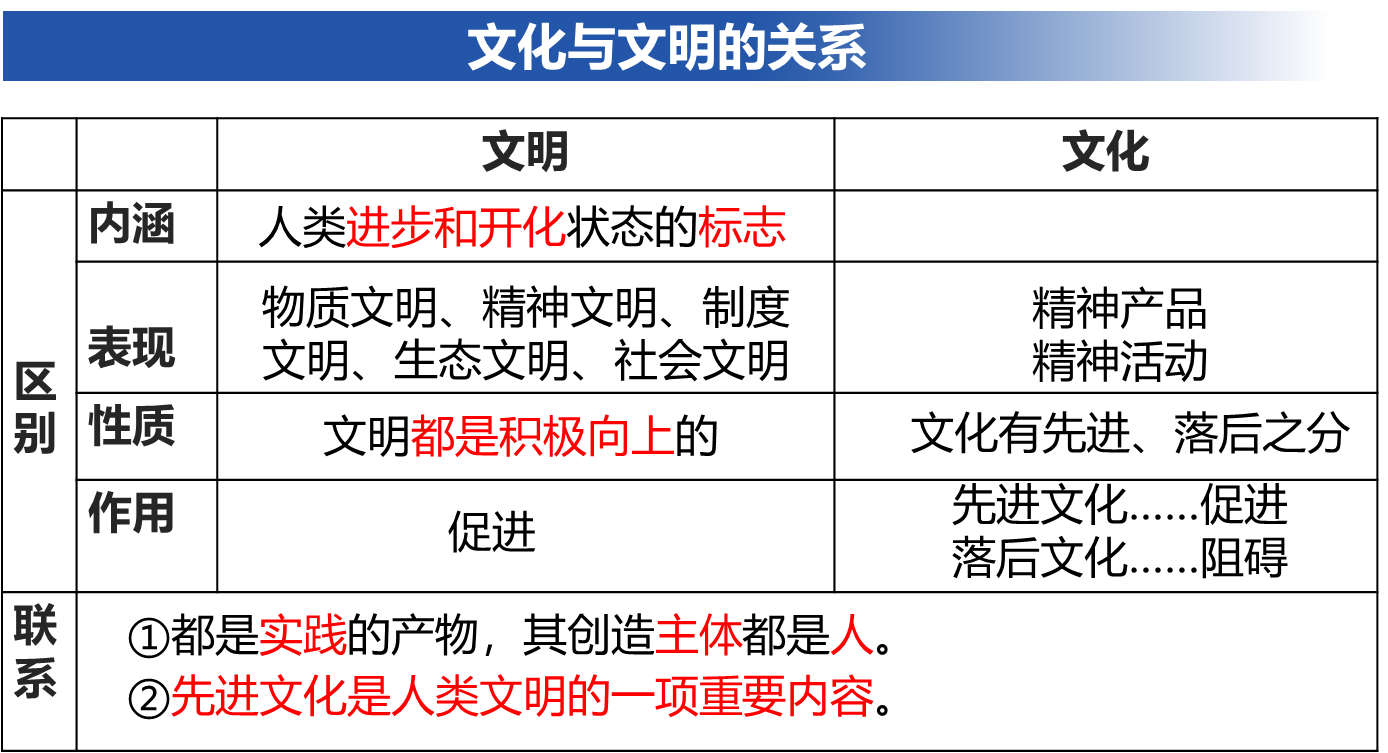 文化与文明的关系
文明
文化
区别
内涵
人类进步和开化状态的标志
表现
物质文明、精神文明、制度
文明、生态文明、社会文明
精神产品
精神活动
性质
文明都是积极向上的
文化有先进、落后之分
作用
促进
先进文化……促进
落后文化……阻碍
联系
①都是实践的产物，其创造主体都是人。
②先进文化是人类文明的一项重要内容。